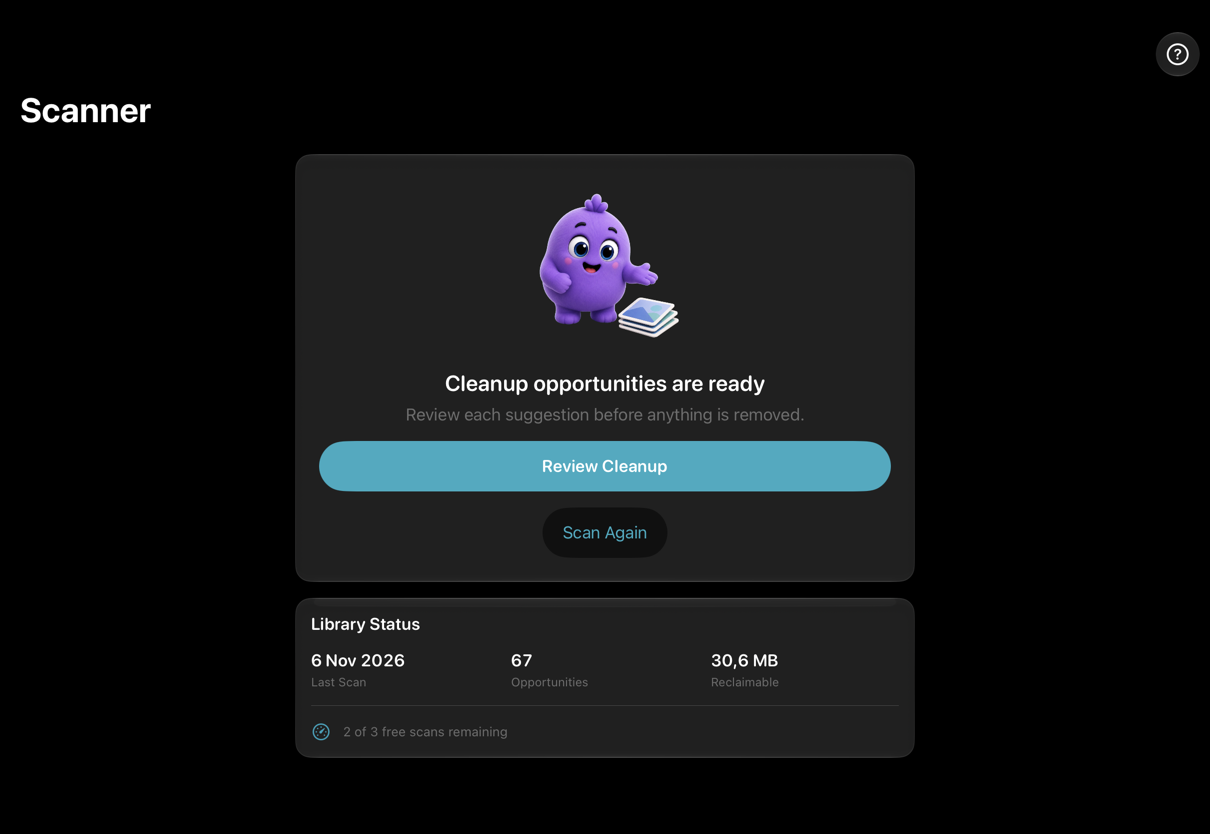 Scanner
Cleanup opportunities are ready
Review each suggestion before anything is removed.
Review Cleanup
Scan Again
Library Status
6 Nov 2026
Last Scan
67
Opportunities
30,6 MB
Reclaimable
2 of 3 free scans remaining